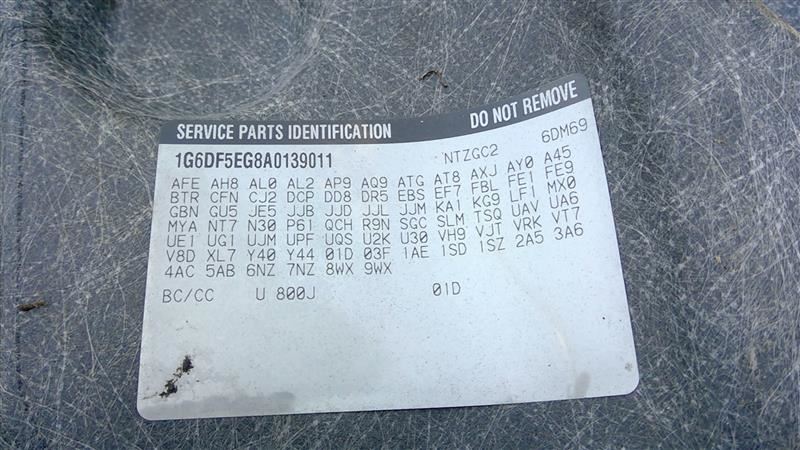 SERVICE PARTS IDENTIFICATION DO NOT REMOVE
1G6DF5EG8A0139011 NTZGC2 6DM69
AFE AH8 AL0 AL2 AP9 AQ9 ATG AT8 AXJ AY0 A45
BTR CFN CJ2 DCP DD8 DR5 EBS EF7 FBL FE1 FE9
GBN GU5 JE5 JJB JJD JJL JJM KA1 KG9 LF1 MX0
MYA NT7 N30 P61 QCH R9N SGC SLM TSQ UAV UA6
UE1 UG1 UJM UPF UQS U2K U30 VH9 VJT VRK VT7
V8D XL7 Y40 Y44 01D 03F 1AE 1SD 1SZ 2A5 3A6
4AC 5AB 6NZ 7NZ 8WX 9WX
BC/CC U 800J 01D